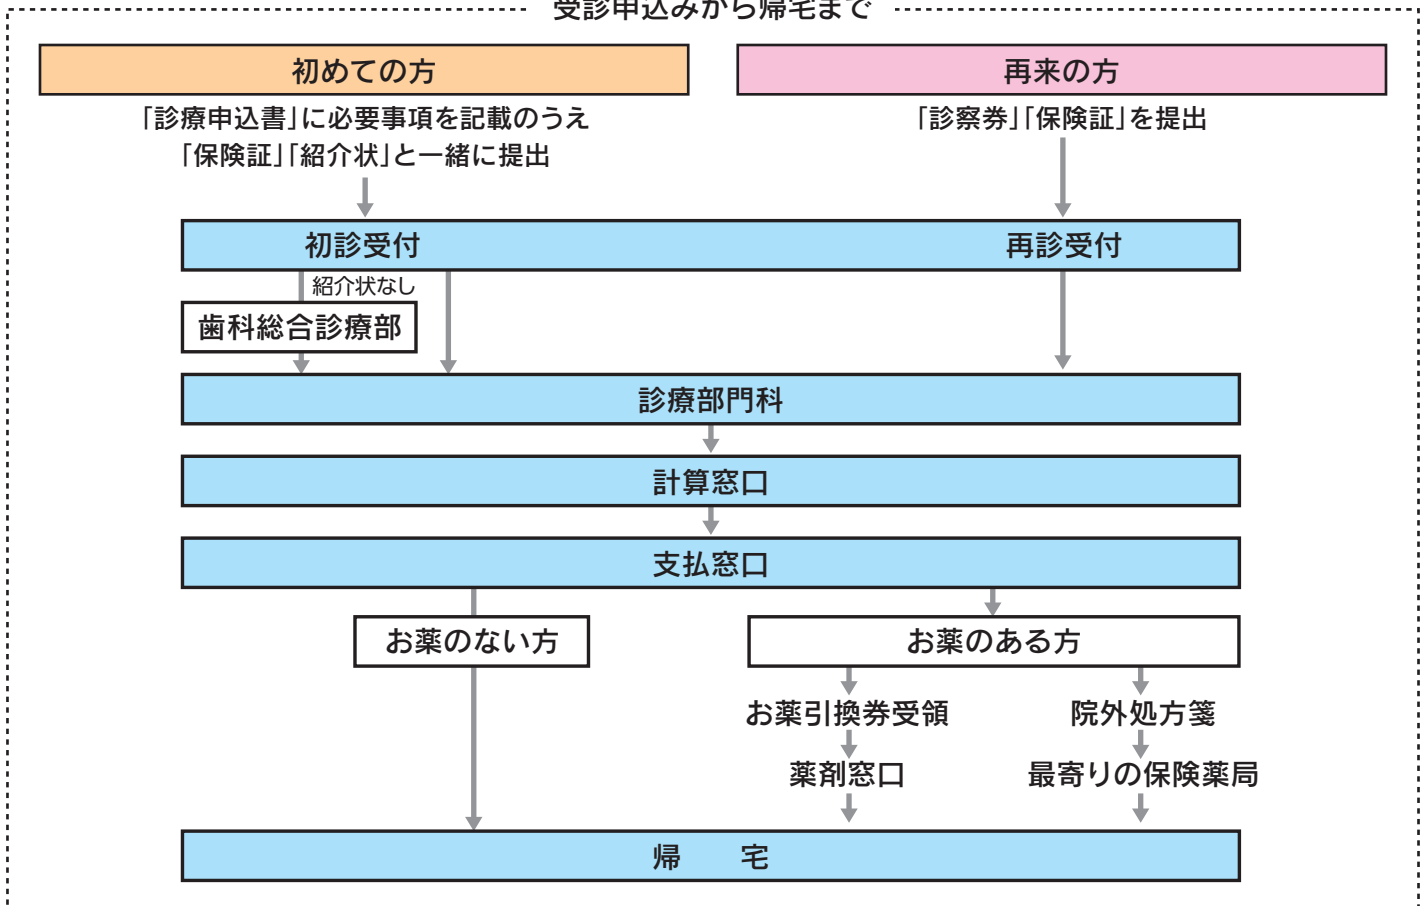 受診申込みから帰宅まで
初めての方
再来の方
「診療申込書」に必要事項を記載のうえ
「保険証」「紹介状」と一緒に提出
「診察券」「保険証」を提出
初診受付
再診受付
紹介状なし
歯科総合診療部
診療部門科
計算窓口
支払窓口
お薬のない方
お薬のある方
お薬引換券受領
院外処方箋
薬剤窓口
最寄りの保険薬局
帰　宅